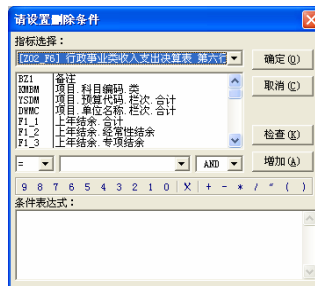 请设置删除条件
指标选择：
[Z02_F6] 行政事业类收入支出决算表 第六行
确定(O)
BZ1 备注
KMBM 项目.科目编码.类
YSDM 项目.预算代码.栏次.合计
DWMC 项目.单位名称.栏次.合计
F1_1 上年结余.合计
F1_2 上年结余.经常性结余
F1_3 上年结余.专项结余
取消(C)
检查(K)
= AND 增加(A)
9 8 7 6 5 4 3 2 1 0 X + - * / " ( )
条件表达式：